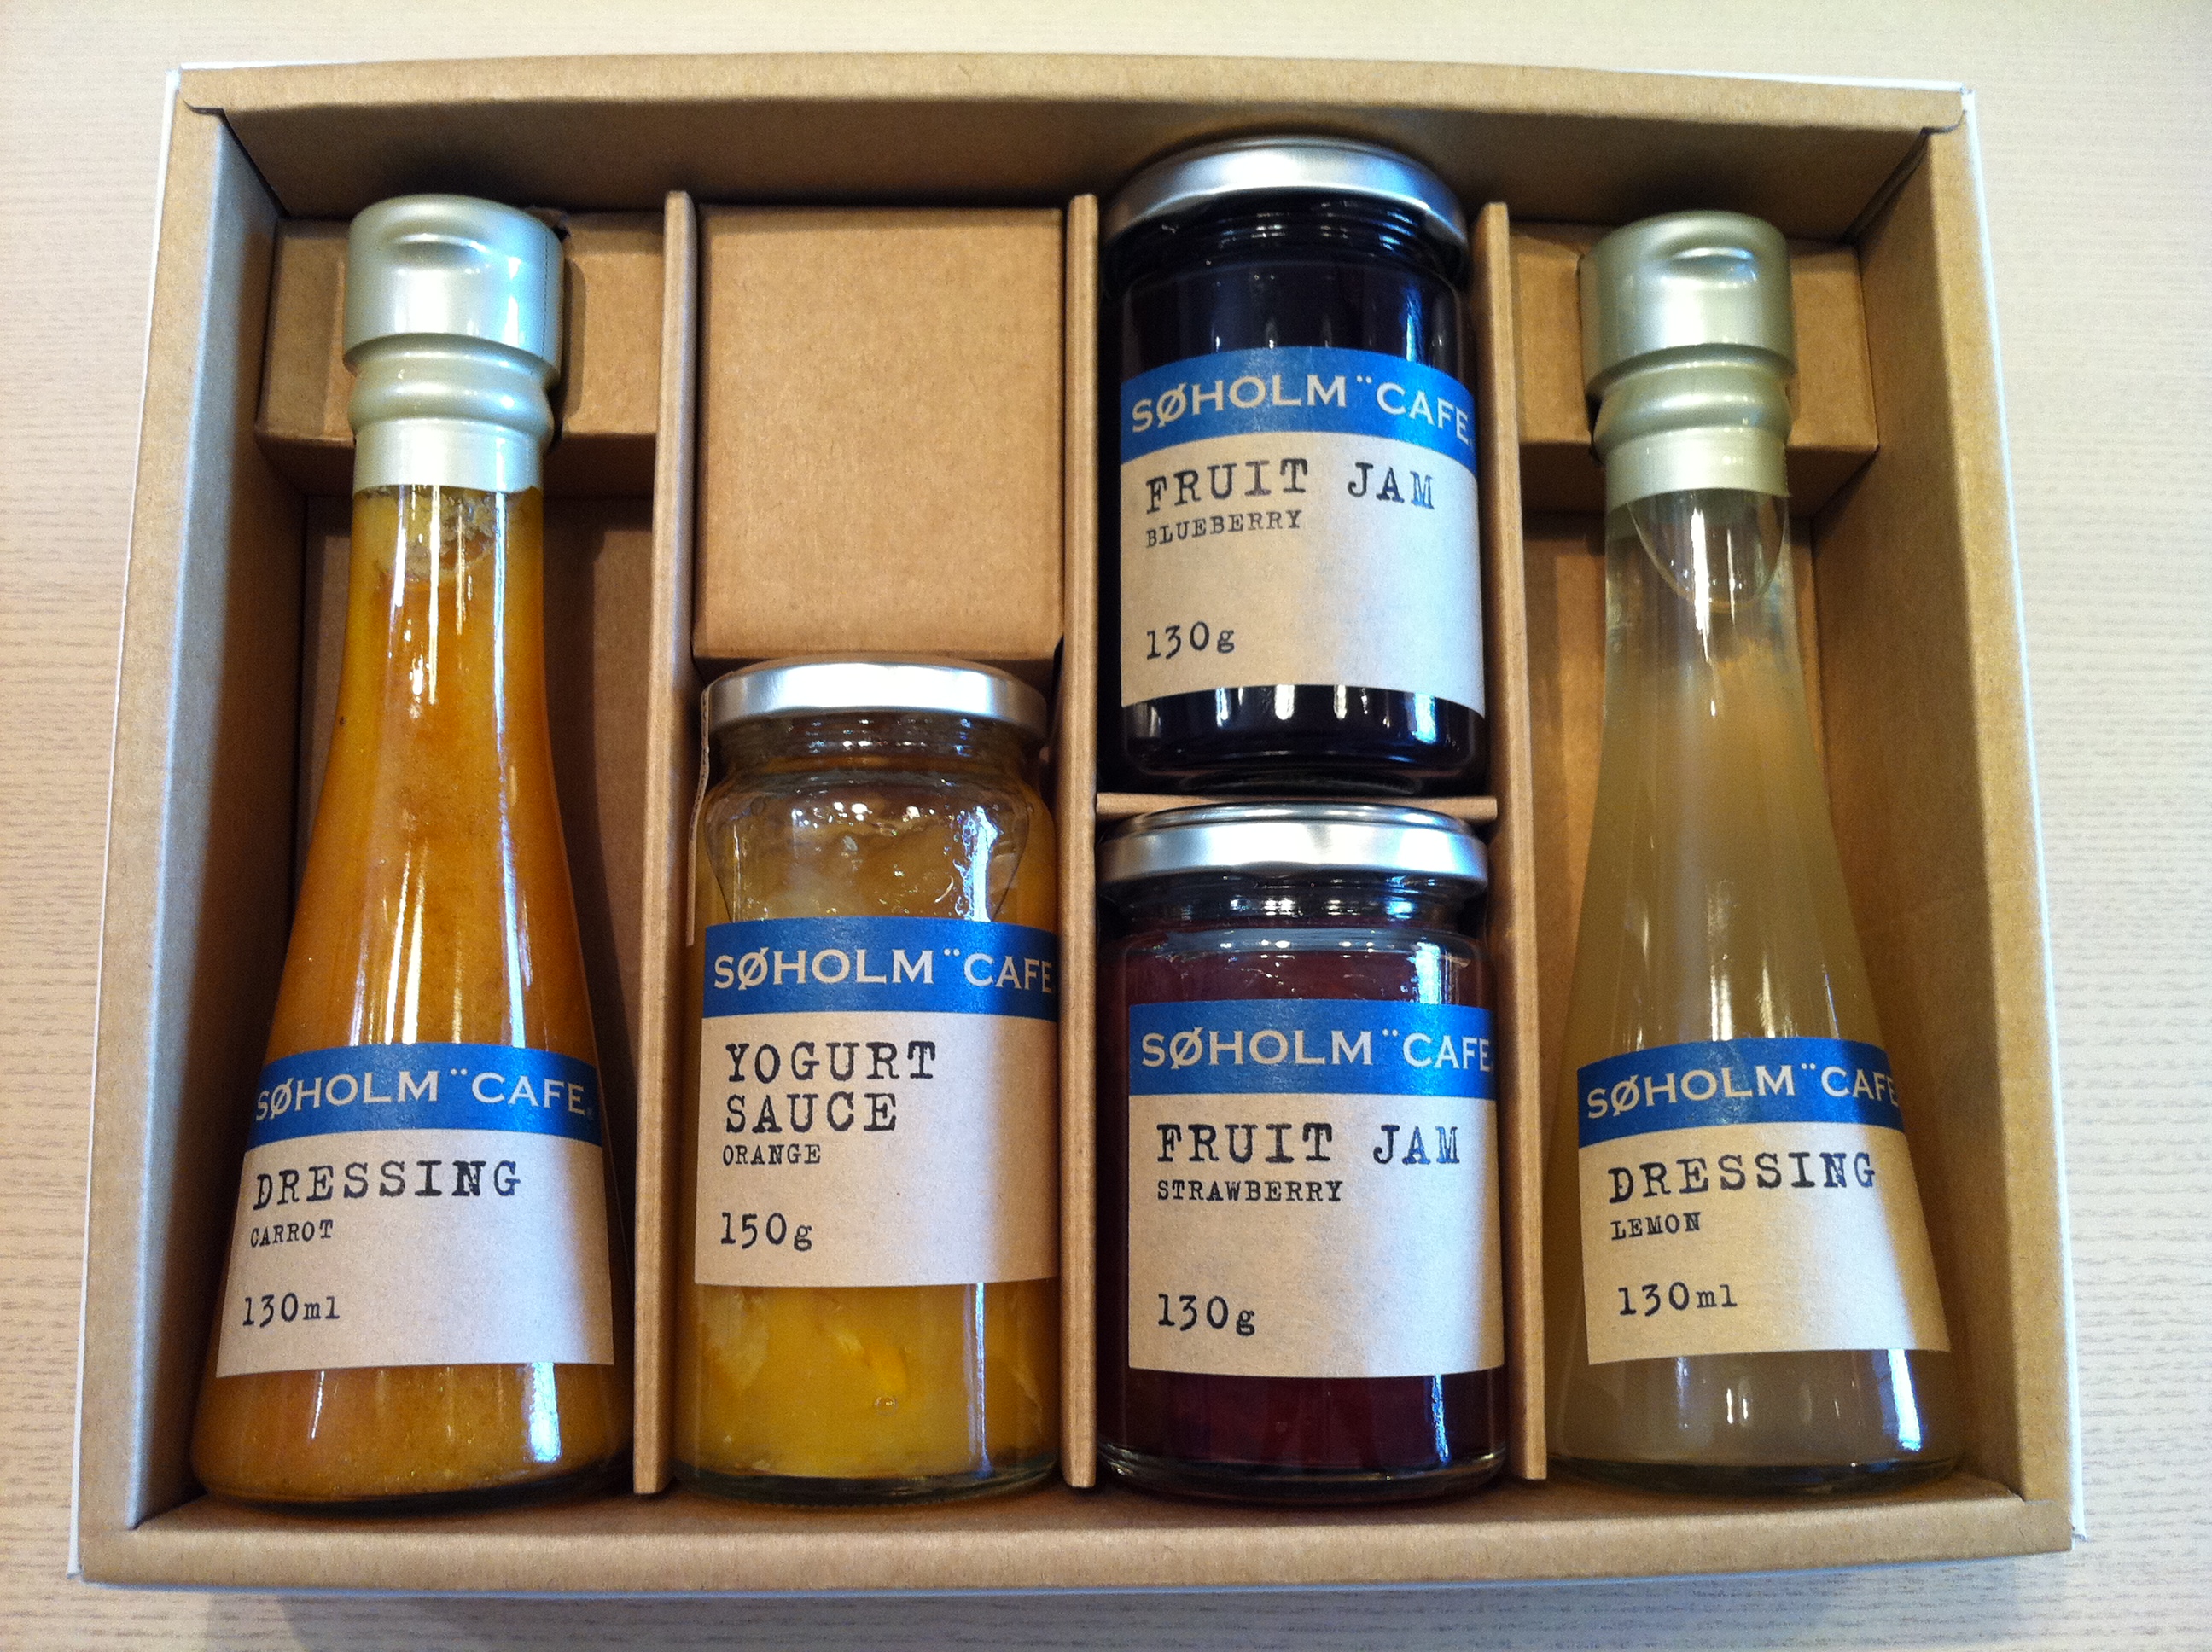 SØHOLM ¨CAFE
DRESSING
CARROT
130ml
SØHOLM ¨CAFE
YOGURT
SAUCE
ORANGE
150g
SØHOLM ¨CAFE
FRUIT JAM
BLUEBERRY
130g
SØHOLM ¨CAFE
FRUIT JAM
STRAWBERRY
130g
SØHOLM ¨CAFE
DRESSING
LEMON
130ml